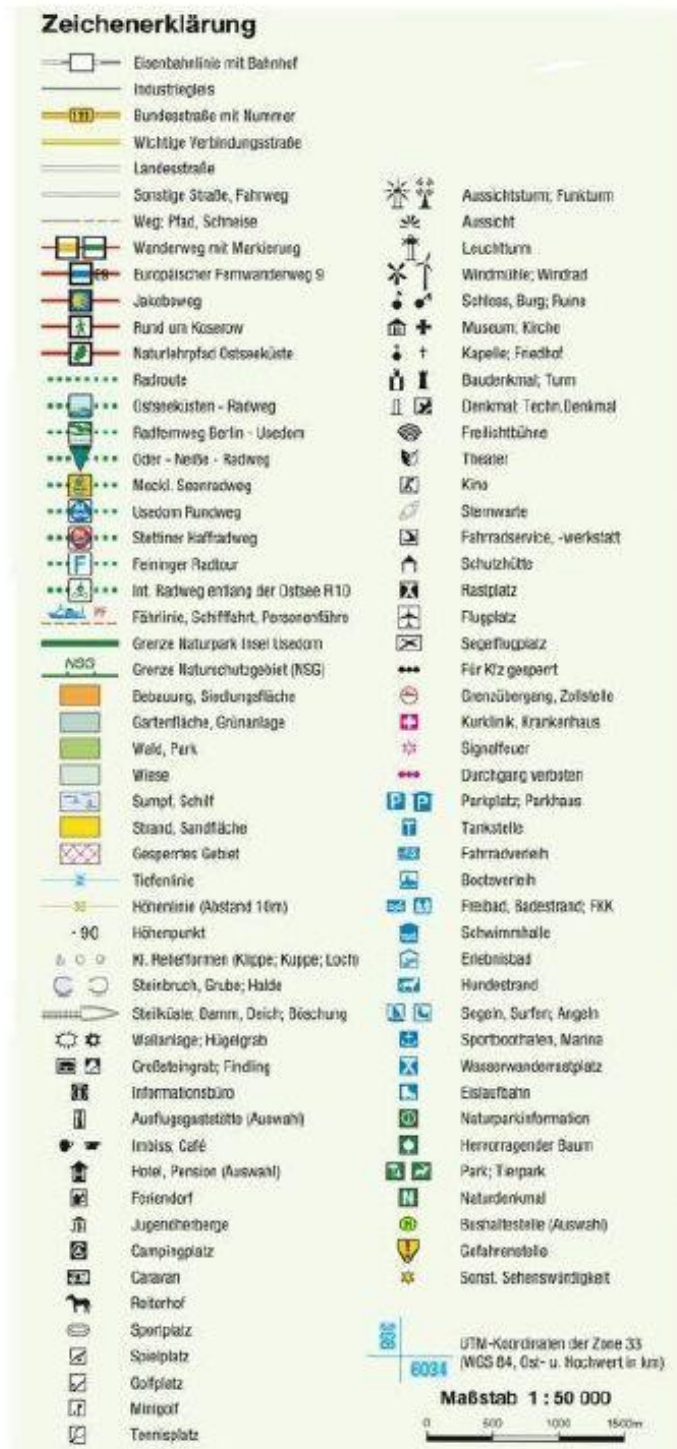 Zeichenerklärung
Eisenbahnlinie mit Bahnhof
Industriegleis
111
Bundesstraße mit Nummer
Wichtige Verbindungsstraße
Landesstraße
Sonstige Straße, Fahrweg
Weg; Pfad, Schneise
Wanderweg mit Markierung
E9
Europäischer Fernwanderweg 9
Jakobsweg
Rund um Koserow
Naturlehrpfad Ostseeküste
Radroute
Ostseeküsten - Radweg
Radfernweg Berlin - Usedom
Oder - Neiße - Radweg
Meckl. Seenradweg
Usedom Rundweg
Stettiner Haffradweg
F
Feininger Radtour
Int. Radweg entlang der Ostsee R10
PF
Fährlinie, Schifffahrt, Personenfähre
Grenze Naturpark Insel Usedom
NSG
Grenze Naturschutzgebiet (NSG)
Bebauung, Siedlungsfläche
Gartenfläche, Grünanlage
Wald, Park
Wiese
Sumpf, Schilf
Strand, Sandfläche
Gesperrtes Gebiet
Tiefenlinie
Höhenlinie (Abstand 10m)
· 90
Höhenpunkt
Kl. Reliefformen (Klippe; Kuppe; Loch)
Steinbruch, Grube; Halde
Steilküste; Damm, Deich; Böschung
Wallanlage; Hügelgrab
Großsteingrab; Findling
Informationsbüro
Ausflugsgaststätte (Auswahl)
Imbiss; Café
Hotel, Pension (Auswahl)
Feriendorf
Jugendherberge
Campingplatz
Caravan
Reiterhof
Sportplatz
Spielplatz
Golfplatz
Minigolf
Tennisplatz
Aussichtsturm; Funkturm
Aussicht
Leuchtturm
Windmühle; Windrad
Schloss, Burg; Ruine
Museum; Kirche
Kapelle; Friedhof
Baudenkmal; Turm
Denkmal; Techn.Denkmal
Freilichtbühne
Theater
Kino
Sternwarte
Fahrradservice, -werkstatt
Schutzhütte
Rastplatz
Flugplatz
Segelflugplatz
Für Kfz gesperrt
Grenzübergang, Zollstelle
Kurklinik, Krankenhaus
Signalfeuer
Durchgang verboten
P P
Parkplatz; Parkhaus
Tankstelle
Fahrradverleih
Bootsverleih
Freibad, Badestrand; FKK
Schwimmhalle
Erlebnisbad
Hundestrand
Segeln, Surfen; Angeln
Sportboothafen, Marina
Wasserwanderrastplatz
Eislaufbahn
Naturparkinformation
Hervorragender Baum
Park; Tierpark
N
Naturdenkmal
H
Bushaltestelle (Auswahl)
Gefahrenstelle
Sonst. Sehenswürdigkeit
6034
UTM-Koordinaten der Zone 33
(WGS 84, Ost- u. Hochwert in km)
Maßstab 1 : 50 000
0 500 1000 1500m